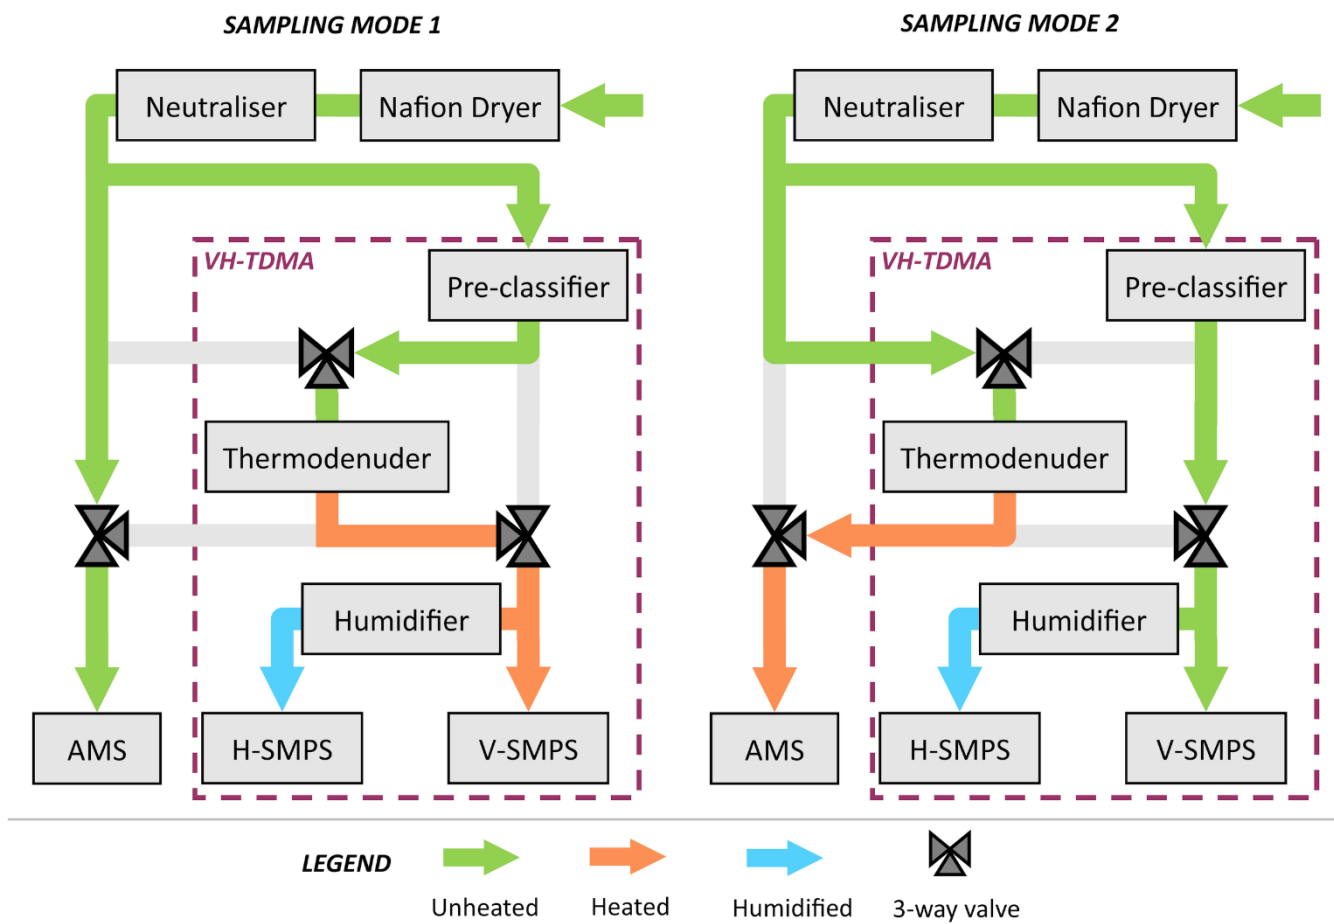 SAMPLING MODE 1
SAMPLING MODE 2
Neutraliser
Nafion Dryer
Neutraliser
Nafion Dryer
VH-TDMA
Pre-classifier
VH-TDMA
Pre-classifier
Thermodenuder
Thermodenuder
Humidifier
Humidifier
AMS
H-SMPS
V-SMPS
AMS
H-SMPS
V-SMPS
LEGEND
Unheated
Heated
Humidified
3-way valve